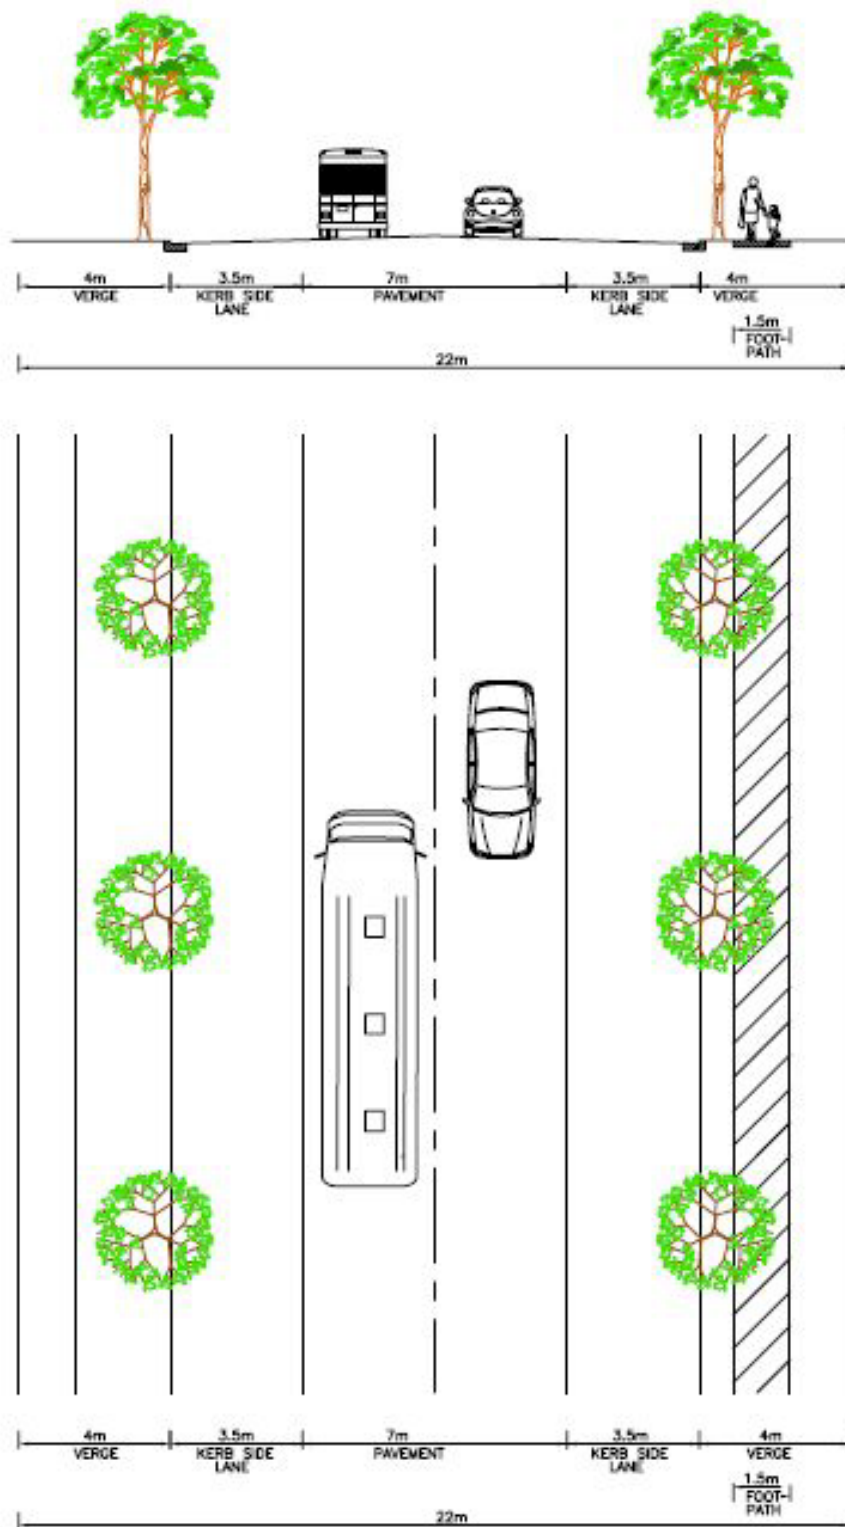 4m 3.5m 7m 3.5m 4m
VERGE KERB SIDE PAVEMENT KERB SIDE VERGE
LANE LANE
1.5m
FOOT-
PATH
22m
4m 3.5m 7m 3.5m 4m
VERGE KERB SIDE PAVEMENT KERB SIDE VERGE
LANE LANE
1.5m
FOOT-
PATH
22m